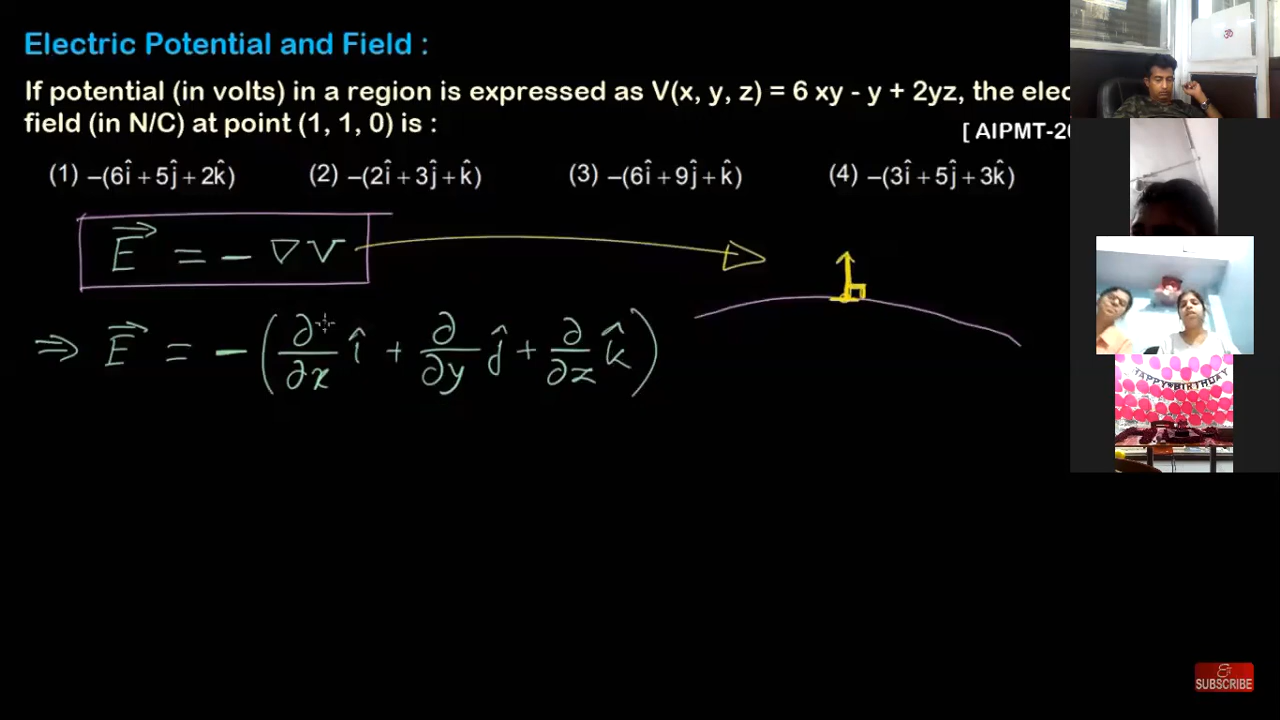 Electric Potential and Field :
If potential (in volts) in a region is expressed as V(x, y, z) = 6 xy - y + 2yz, the elec
field (in N/C) at point (1, 1, 0) is :
[ AIPMT-20
(1) −(6î + 5ĵ + 2k̂) (2) −(2î + 3ĵ + k̂) (3) −(6î + 9ĵ + k̂) (4) −(3î + 5ĵ + 3k̂)
E⃗ = − ∇V
⇒ E⃗ = − (∂/∂x î + ∂/∂y ĵ + ∂/∂z k̂)
ॐ
HAPPY BIRTHDAY
SUBSCRIBE